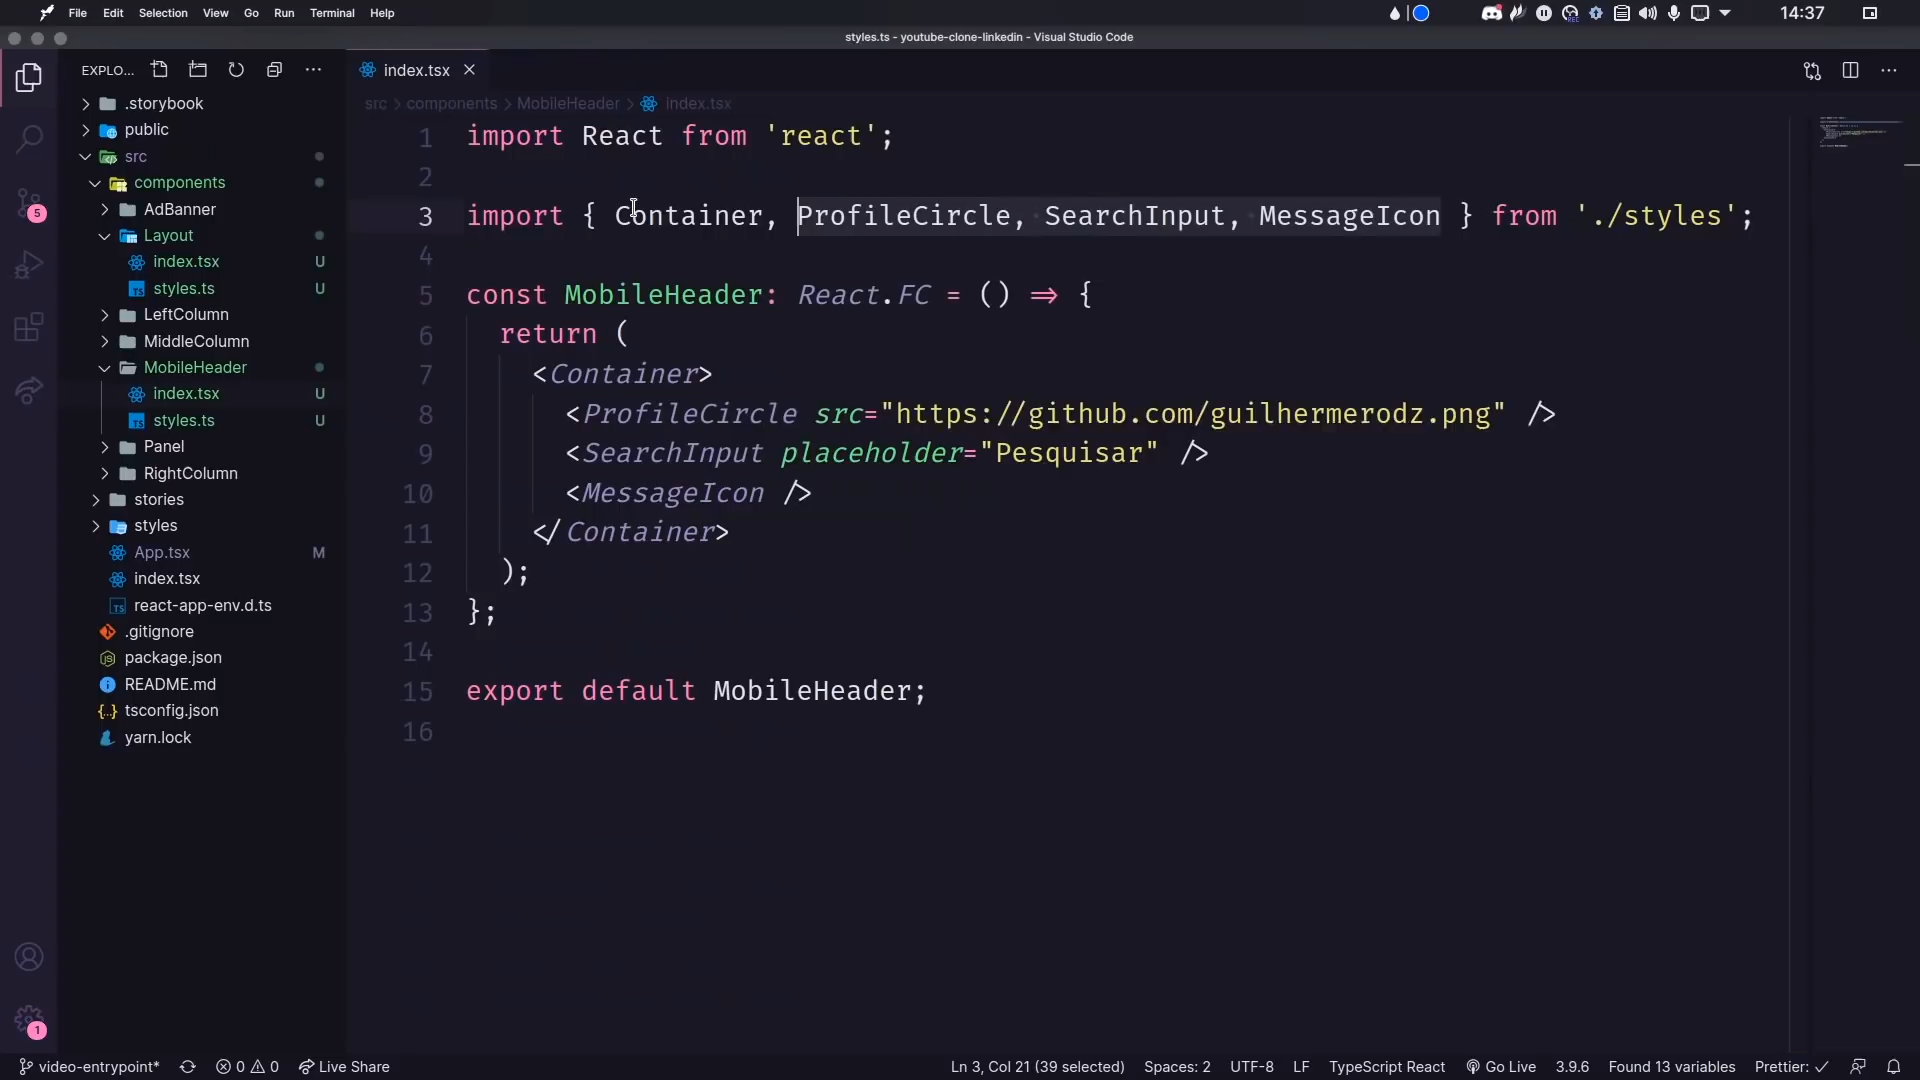 File Edit Selection View Go Run Terminal Help 14:37
styles.ts - youtube-clone-linkedin - Visual Studio Code
EXPLO...
.storybook
public
src
components
AdBanner
Layout
index.tsx U
styles.ts U
LeftColumn
MiddleColumn
MobileHeader
index.tsx U
styles.ts U
Panel
RightColumn
stories
styles
App.tsx M
index.tsx
react-app-env.d.ts
.gitignore
package.json
README.md
tsconfig.json
yarn.lock
5
1
index.tsx
src > components > MobileHeader > index.tsx
1 import React from 'react';
2
3 import { Container, ProfileCircle, SearchInput, MessageIcon } from './styles';
4
5 const MobileHeader: React.FC = () => {
6 return (
7 <Container>
8 <ProfileCircle src="https://github.com/guilhermerodz.png" />
9 <SearchInput placeholder="Pesquisar" />
10 <MessageIcon />
11 </Container>
12 );
13 };
14
15 export default MobileHeader;
16
video-entrypoint* 0 0 Live Share Ln 3, Col 21 (39 selected) Spaces: 2 UTF-8 LF TypeScript React Go Live 3.9.6 Found 13 variables Prettier: ✓